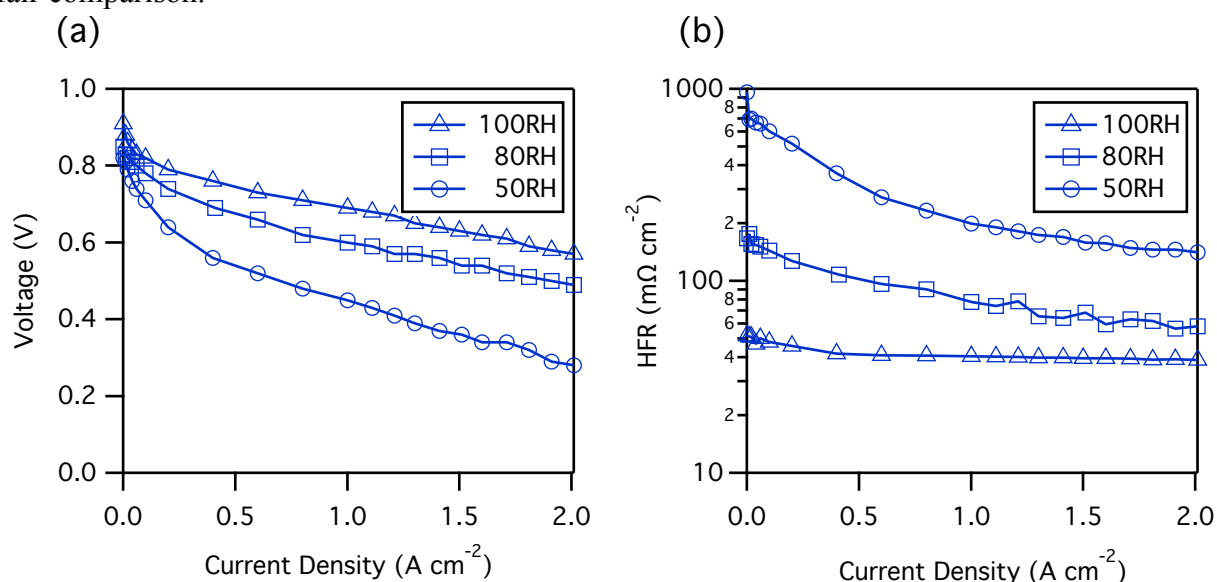 fair comparison.
(a)
(b)
1.0
0.8
0.6
0.4
0.2
0.0
Voltage (V)
100RH
80RH
50RH
0.0 0.5 1.0 1.5 2.0
Current Density (A cm⁻²)
1000
8
6
4
2
100
8
6
4
2
10
HFR (mΩ cm⁻²)
100RH
80RH
50RH
0.0 0.5 1.0 1.5 2.0
Current Density (A cm⁻²)